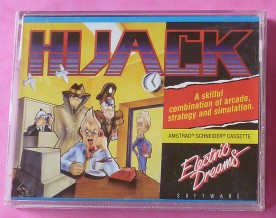 HIJACK
A skilful
combination of arcade,
strategy and simulation.
AMSTRAD SCHNEIDER CASSETTE
Electric
Dreams
SOFTWARE